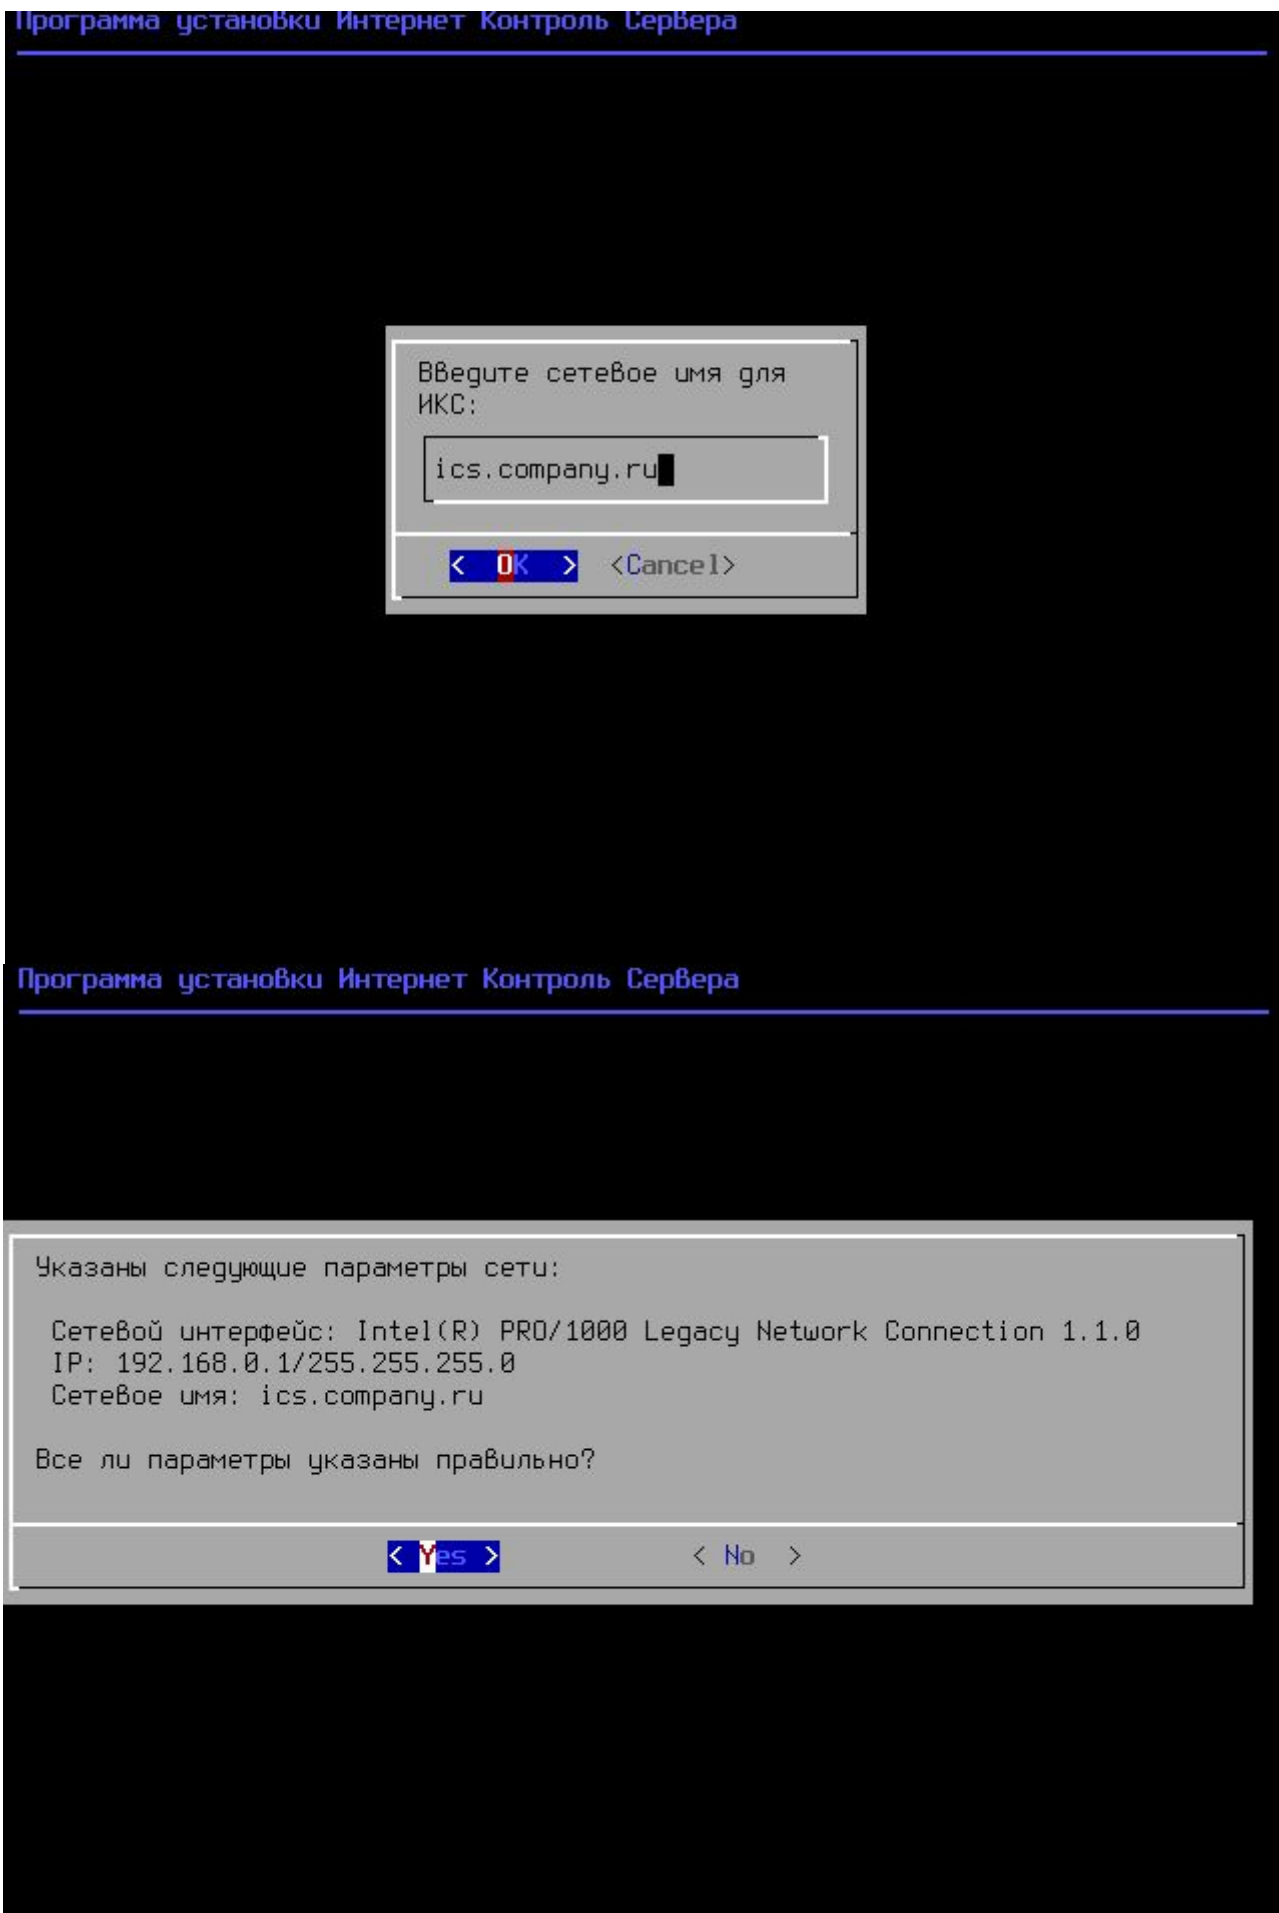 Программа установки Интернет Контроль Сервера
Введите сетевое имя для
ИКС:
ics.company.ru
< OK > <Cancel>
Программа установки Интернет Контроль Сервера
Указаны следующие параметры сети:
Сетевой интерфейс: Intel(R) PRO/1000 Legacy Network Connection 1.1.0
IP: 192.168.0.1/255.255.255.0
Сетевое имя: ics.company.ru
Все ли параметры указаны правильно?
< Yes > < No >